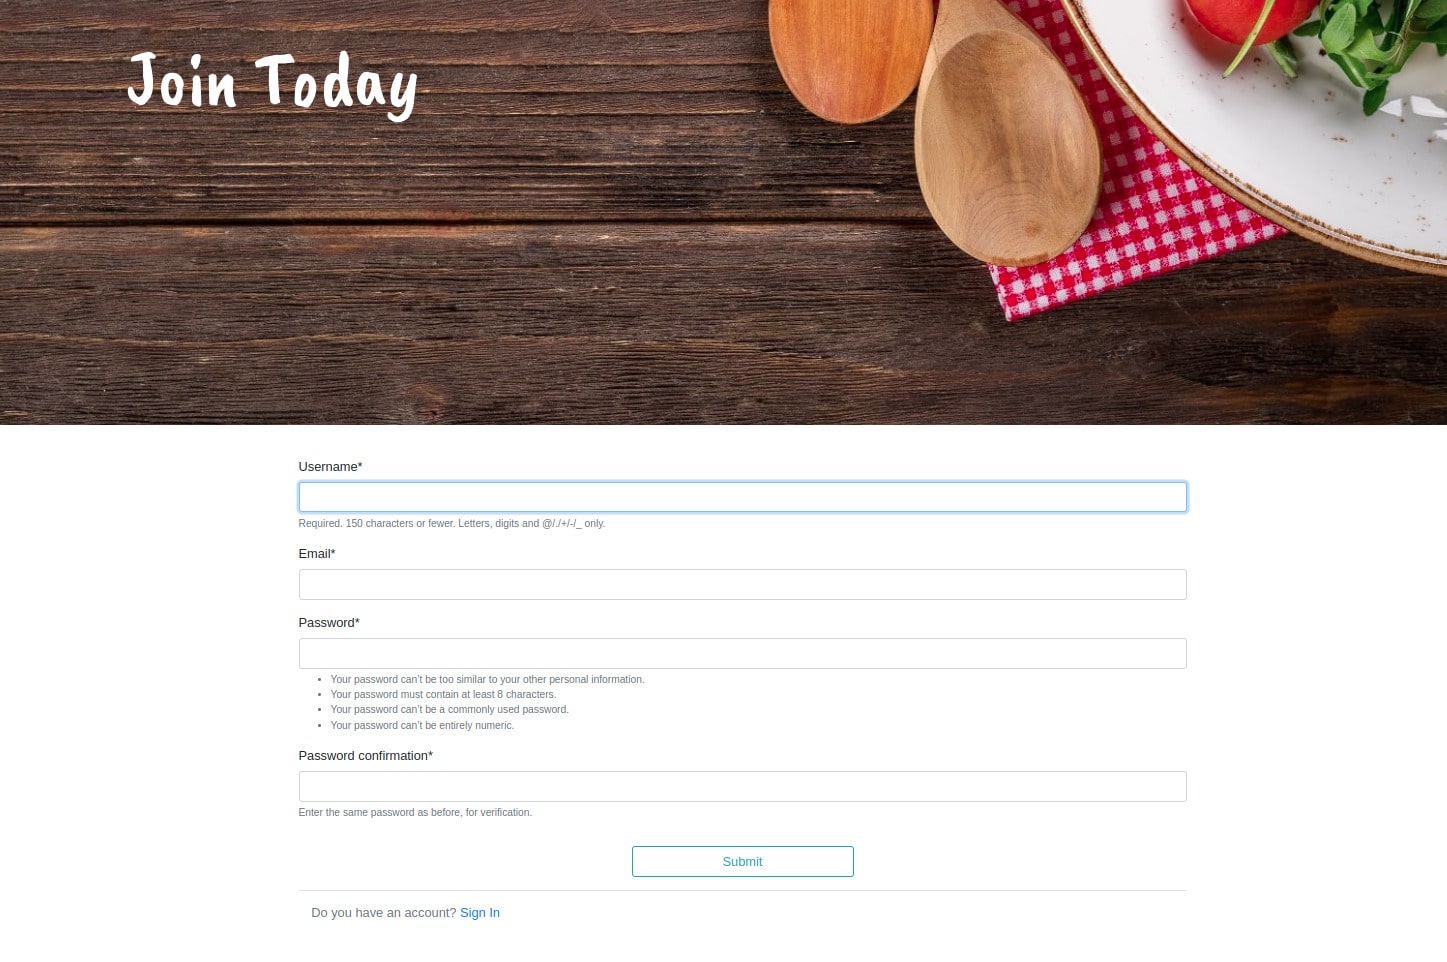 Join Today
Username*
Required. 150 characters or fewer. Letters, digits and @/./+/-/_ only.
Email*
Password*
Your password can't be too similar to your other personal information.
Your password must contain at least 8 characters.
Your password can't be a commonly used password.
Your password can't be entirely numeric.
Password confirmation*
Enter the same password as before, for verification.
Submit
Do you have an account? Sign In